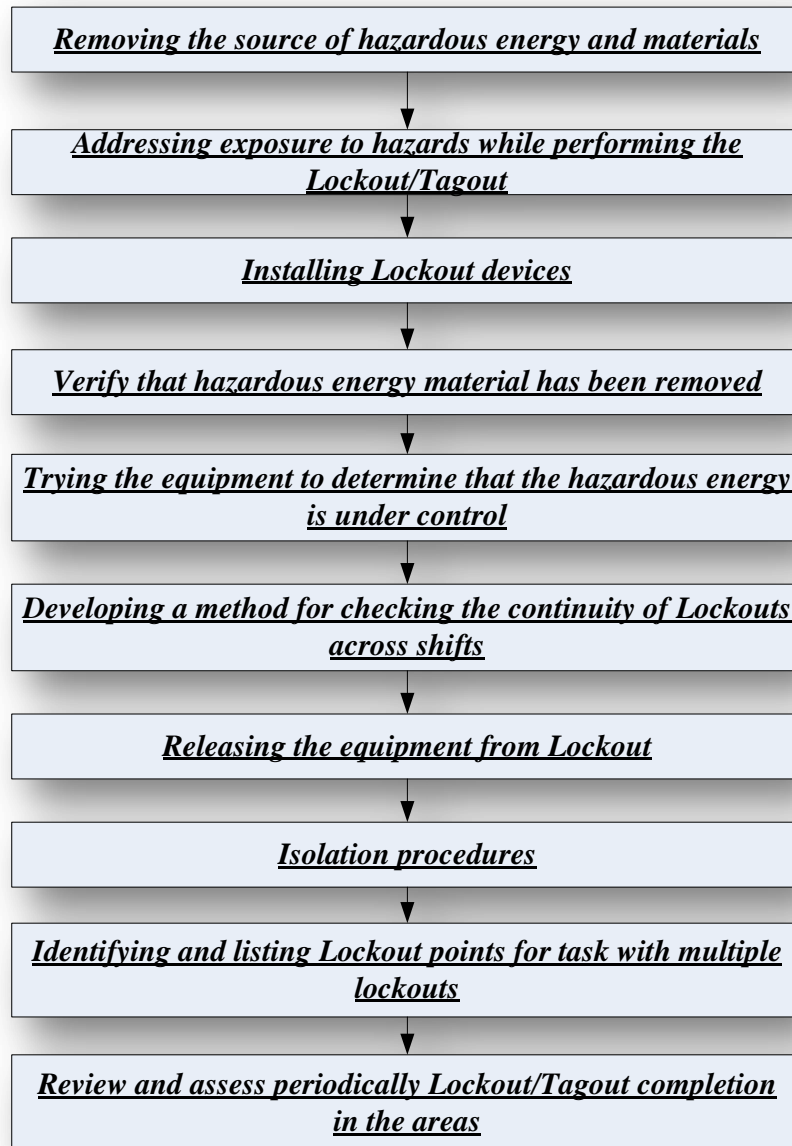 Removing the source of hazardous energy and materials
Addressing exposure to hazards while performing the
Lockout/Tagout
Installing Lockout devices
Verify that hazardous energy material has been removed
Trying the equipment to determine that the hazardous energy
is under control
Developing a method for checking the continuity of Lockouts
across shifts
Releasing the equipment from Lockout
Isolation procedures
Identifying and listing Lockout points for task with multiple
lockouts
Review and assess periodically Lockout/Tagout completion
in the areas